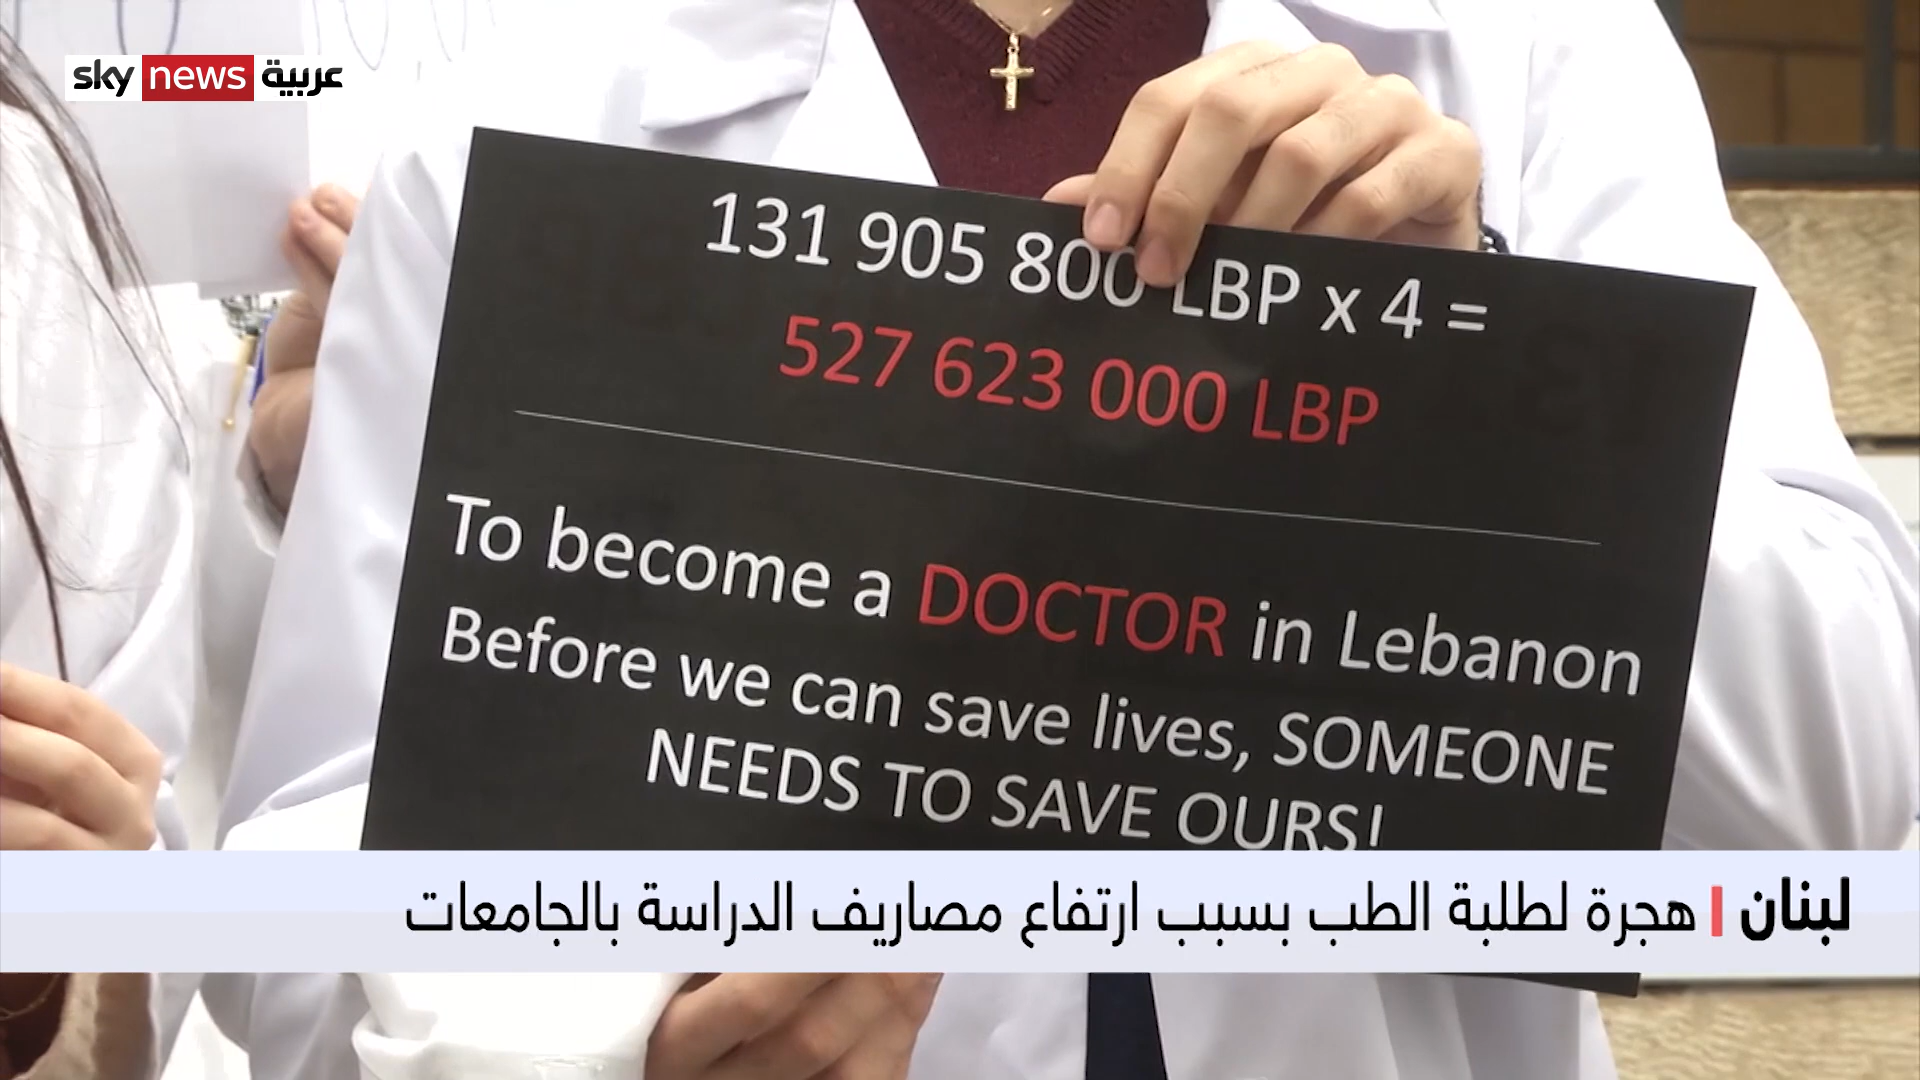 sky news عربية
131 905 800 LBP x 4 =
527 623 000 LBP
To become a DOCTOR in Lebanon
Before we can save lives, SOMEONE
NEEDS TO SAVE OURS!
لبنان | هجرة لطلبة الطب بسبب ارتفاع مصاريف الدراسة بالجامعات